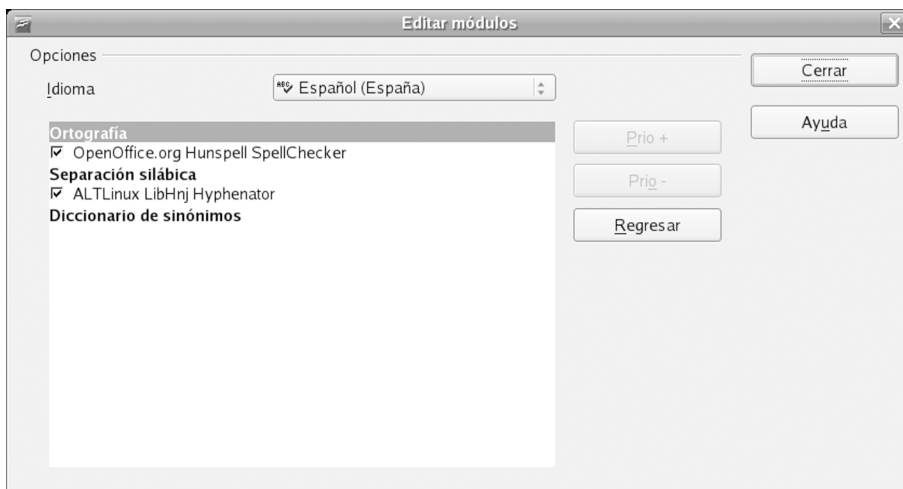 Editar módulos
Opciones
Idioma
ABC Español (España)
Cerrar
Ayuda
Ortografía
OpenOffice.org Hunspell SpellChecker
Separación silábica
ALTLinux LibHnj Hyphenator
Diccionario de sinónimos
Prio +
Prio -
Regresar